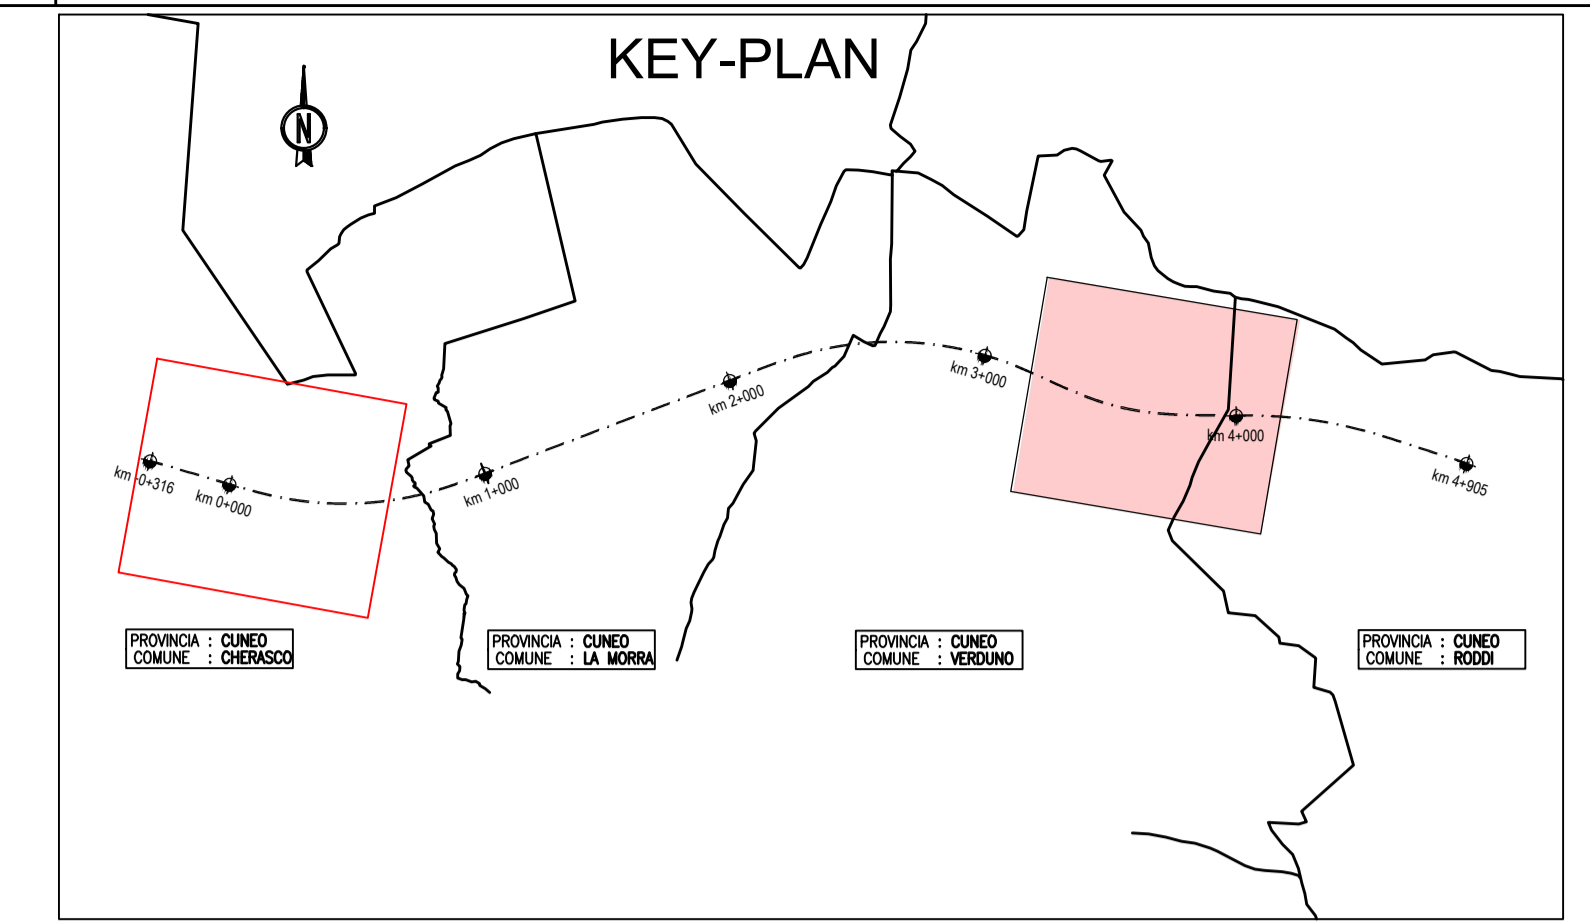 KEY-PLAN
N
km 3+000
km 2+000
km 4+000
km -0+316
km 0+000
km 1+000
km 4+905
PROVINCIA : CUNEO
COMUNE : CHERASCO
PROVINCIA : CUNEO
COMUNE : LA MORRA
PROVINCIA : CUNEO
COMUNE : VERDUNO
PROVINCIA : CUNEO
COMUNE : RODDI